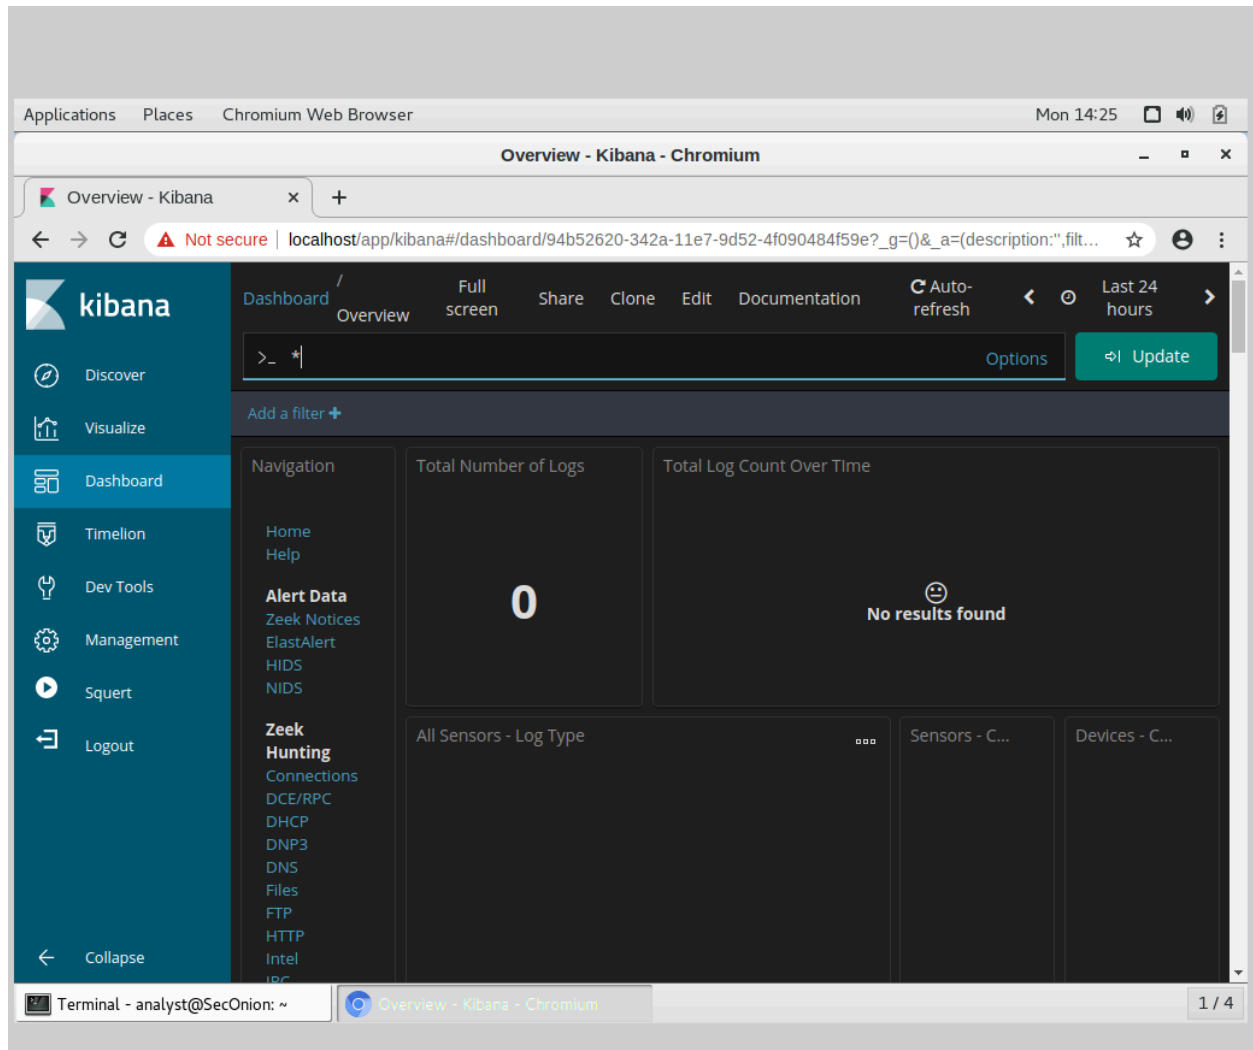 Applications Places Chromium Web Browser Mon 14:25
Overview - Kibana - Chromium
Overview - Kibana
Not secure localhost/app/kibana#/dashboard/94b52620-342a-11e7-9d52-4f090484f59e?_g=()&_a=(description:'',filt...
kibana
Discover
Visualize
Dashboard
Timelion
Dev Tools
Management
Squert
Logout
Collapse
Dashboard / Overview Full screen Share Clone Edit Documentation Auto-refresh Last 24 hours
>_ * Options Update
Add a filter +
Navigation
Home
Help
Alert Data
Zeek Notices
ElastAlert
HIDS
NIDS
Zeek
Hunting
Connections
DCE/RPC
DHCP
DNP3
DNS
Files
FTP
HTTP
Intel
IRC
Total Number of Logs
0
Total Log Count Over TIme
No results found
All Sensors - Log Type
Sensors - C...
Devices - C...
Terminal - analyst@SecOnion: ~ Overview - Kibana - Chromium 1 / 4